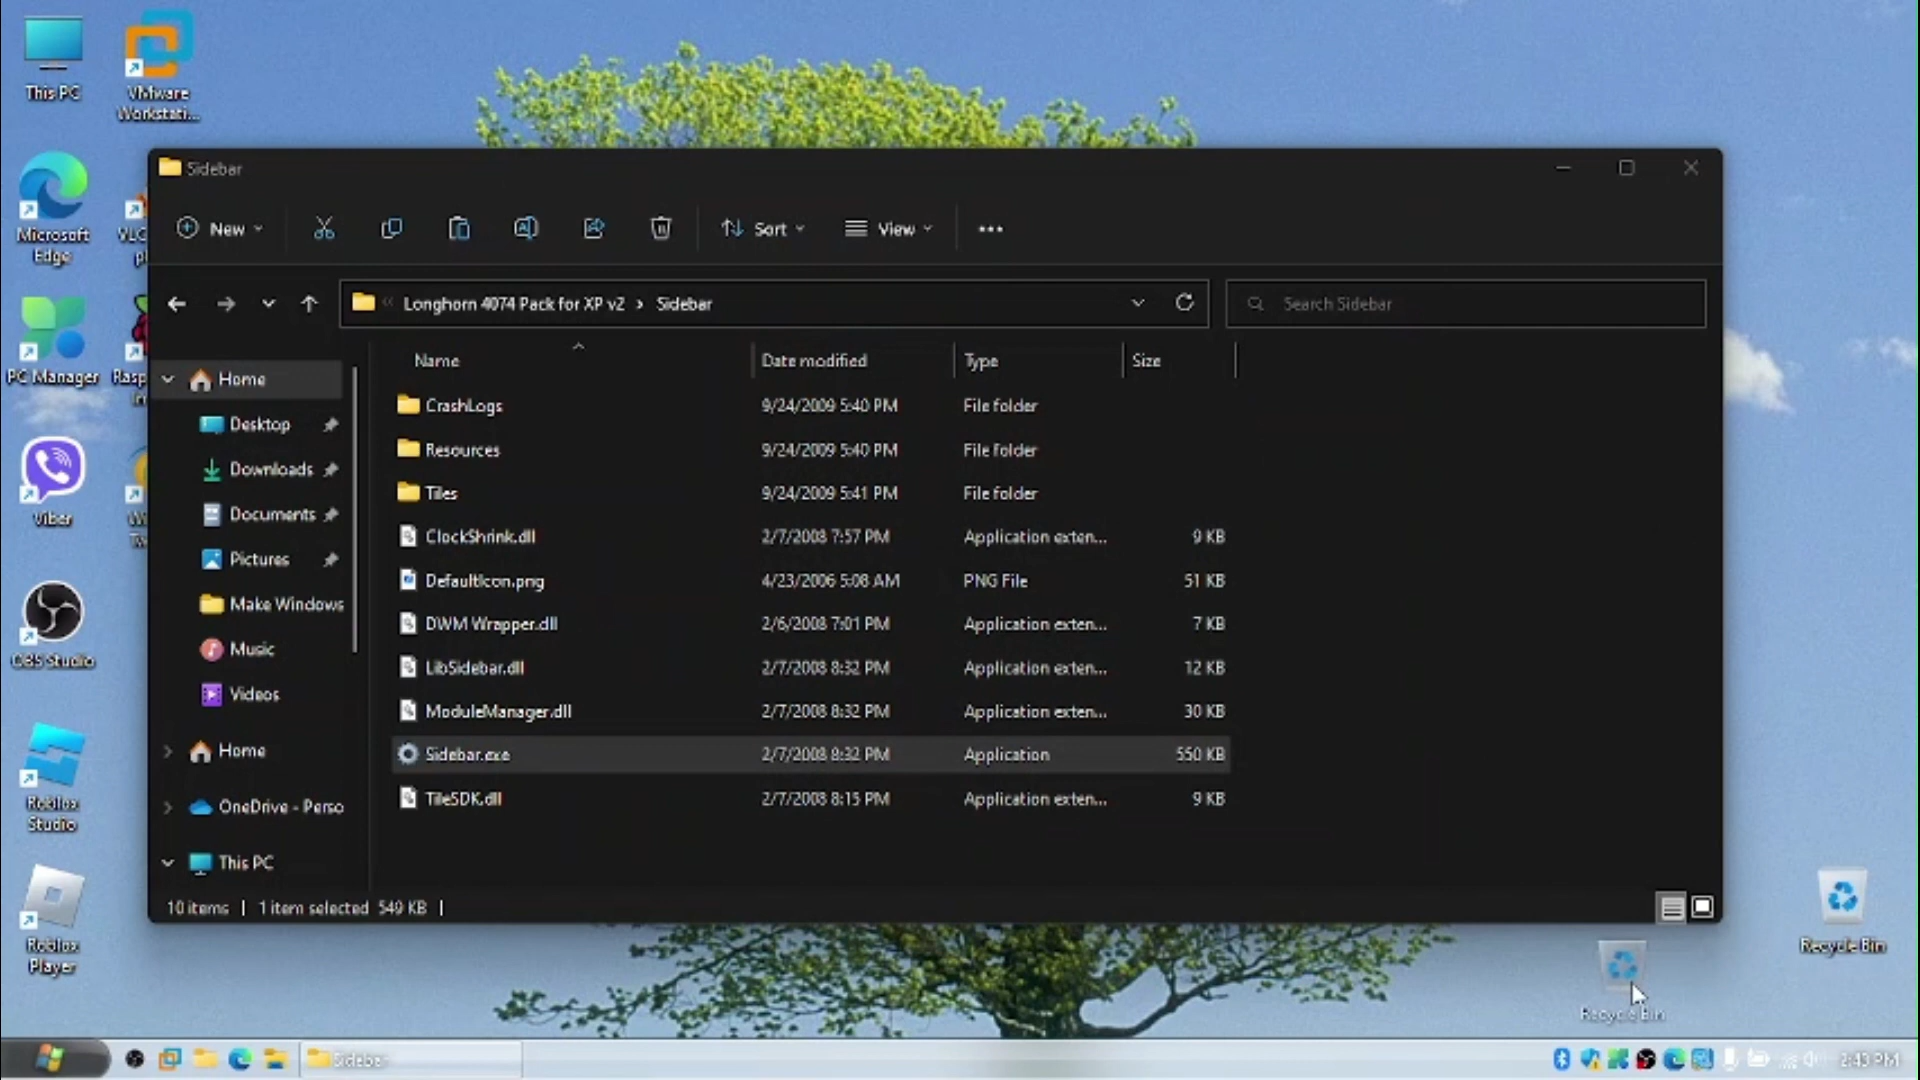 This PC
VMware
Workstati...
Microsoft
Edge
VLC
PC Manager
Viber
OBS Studio
Roblox
Studio
Roblox
Player
Sidebar
New
Sort
View
Longhorn 4074 Pack for XP v2 › Sidebar
Search Sidebar
Home
Desktop
Downloads
Documents
Pictures
Make Windows
Music
Videos
Home
OneDrive - Perso
This PC
Name Date modified Type Size
CrashLogs 9/24/2009 5:40 PM File folder
Resources 9/24/2009 5:40 PM File folder
Tiles 9/24/2009 5:41 PM File folder
ClockShrink.dll 2/7/2008 7:57 PM Application exten... 9 KB
DefaultIcon.png 4/23/2006 5:08 AM PNG File 51 KB
DWM Wrapper.dll 2/6/2008 7:01 PM Application exten... 7 KB
LibSidebar.dll 2/7/2008 8:32 PM Application exten... 12 KB
ModuleManager.dll 2/7/2008 8:32 PM Application exten... 30 KB
Sidebar.exe 2/7/2008 8:32 PM Application 550 KB
TileSDK.dll 2/7/2008 8:15 PM Application exten... 9 KB
10 items | 1 item selected 549 KB |
Recycle Bin
Recycle Bin
Sidebar
2:43 PM